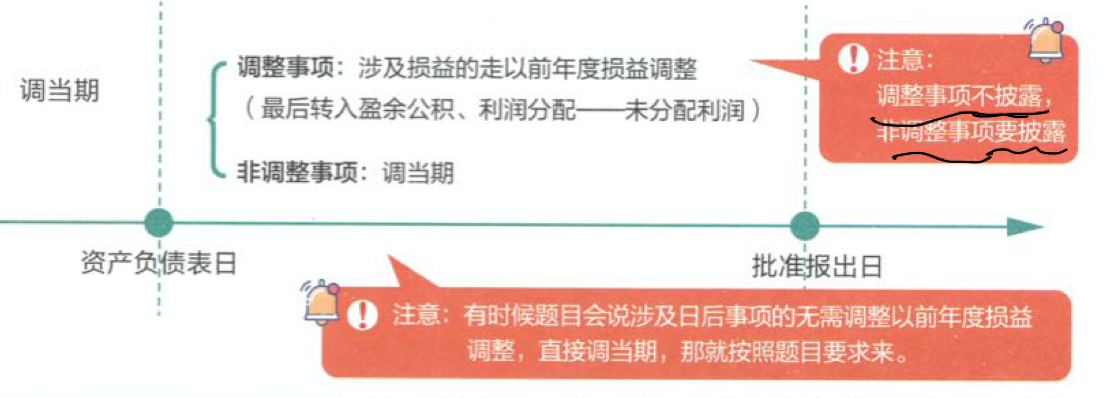 调当期
调整事项：涉及损益的走以前年度损益调整
（最后转入盈余公积、利润分配——未分配利润）
非调整事项：调当期
注意：
调整事项不披露，
非调整事项要披露
资产负债表日
批准报出日
注意：有时候题目会说涉及日后事项的无需调整以前年度损益
调整，直接调当期，那就按照题目要求来。